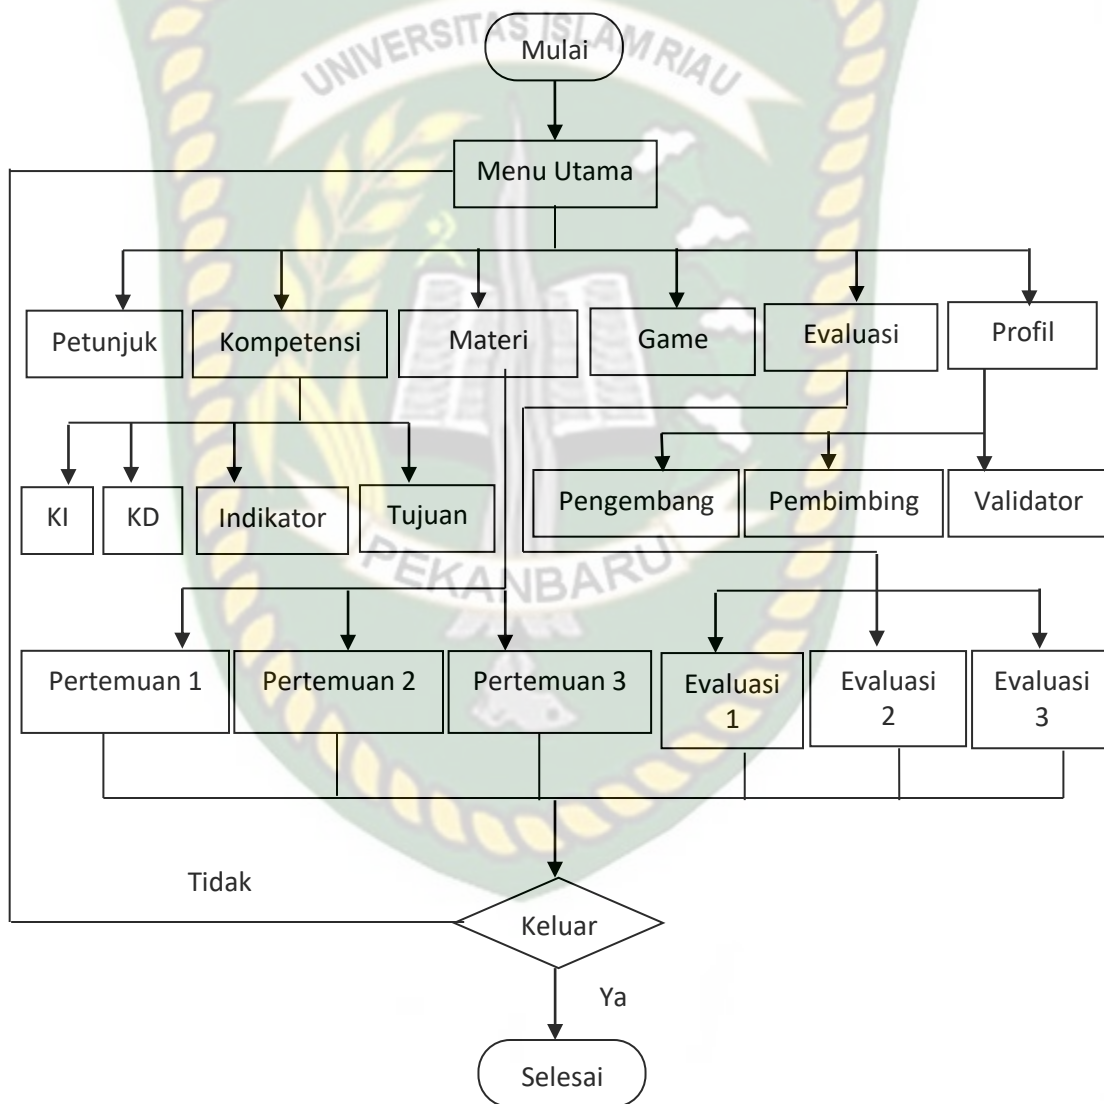 UNIVERSITAS ISLAM RIAU
Mulai
Menu Utama
Petunjuk
Kompetensi
Materi
Game
Evaluasi
Profil
KI
KD
Indikator
Tujuan
Pengembang
Pembimbing
Validator
PEKANBARU
Pertemuan 1
Pertemuan 2
Pertemuan 3
Evaluasi
1
Evaluasi
2
Evaluasi
3
Tidak
Keluar
Ya
Selesai